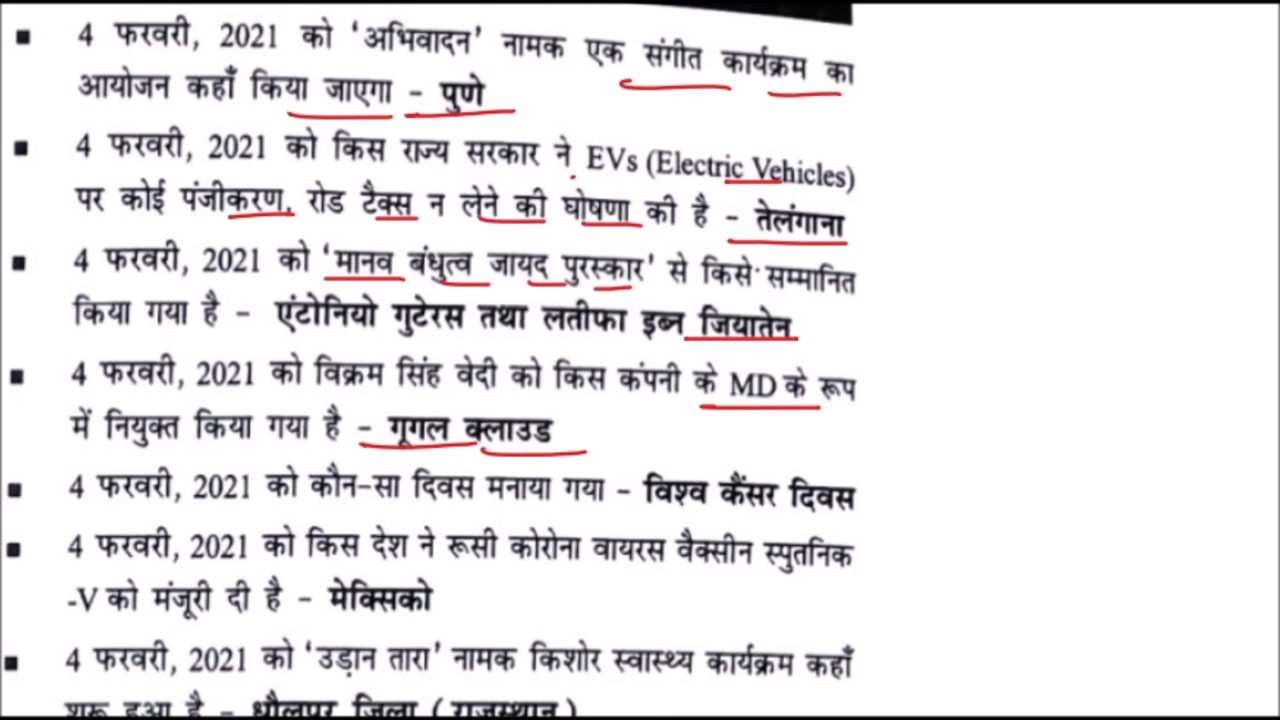 ▪ 4 फरवरी, 2021 को ‘अभिवादन’ नामक एक संगीत कार्यक्रम का
आयोजन कहाँ किया जाएगा – पुणे
▪ 4 फरवरी, 2021 को किस राज्य सरकार ने EVs (Electric Vehicles)
पर कोई पंजीकरण, रोड टैक्स न लेने की घोषणा की है – तेलंगाना
▪ 4 फरवरी, 2021 को ‘मानव बंधुत्व जायद पुरस्कार’ से किसे सम्मानित
किया गया है – एंटोनियो गुटेरस तथा लतीफा इब्न जियातेन
▪ 4 फरवरी, 2021 को विक्रम सिंह वेदी को किस कंपनी के MD के रूप
में नियुक्त किया गया है – गूगल क्लाउड
▪ 4 फरवरी, 2021 को कौन-सा दिवस मनाया गया – विश्व कैंसर दिवस
▪ 4 फरवरी, 2021 को किस देश ने रूसी कोरोना वायरस वैक्सीन स्पुतनिक
-V को मंजूरी दी है – मेक्सिको
▪ 4 फरवरी, 2021 को ‘उड़ान तारा’ नामक किशोर स्वास्थ्य कार्यक्रम कहाँ
शुरू हुआ है – धौलपुर जिला (राजस्थान)